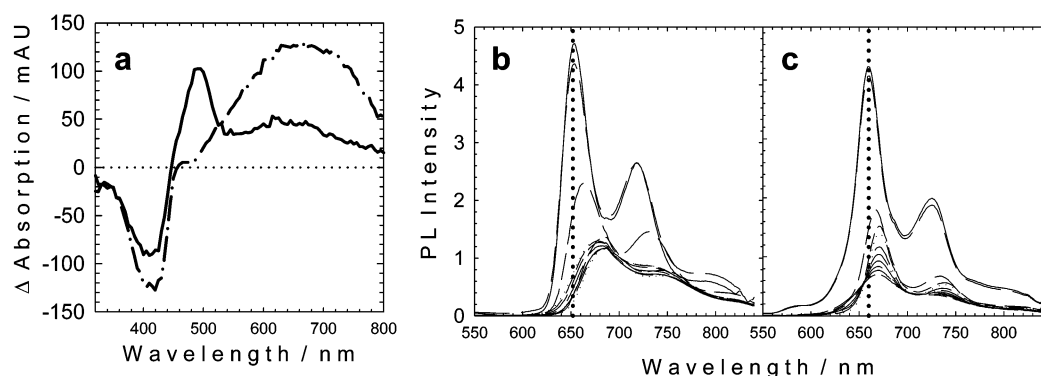 a
Δ Absorption / mAU
150
100
50
0
-50
-100
-150
400 500 600 700 800
Wavelength / nm
b
c
PL Intensity
5
4
3
2
1
0
550 600 650 700 750 800 550 600 650 700 750 800
Wavelength / nm